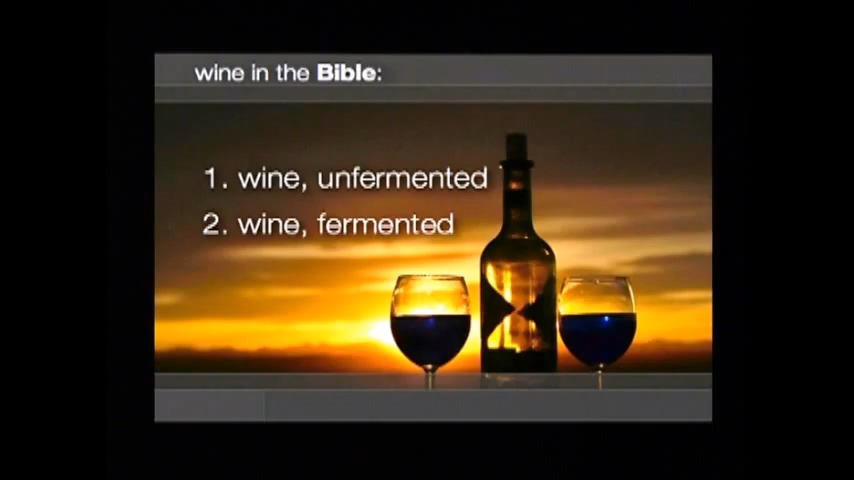 wine in the Bible:
1. wine, unfermented
2. wine, fermented